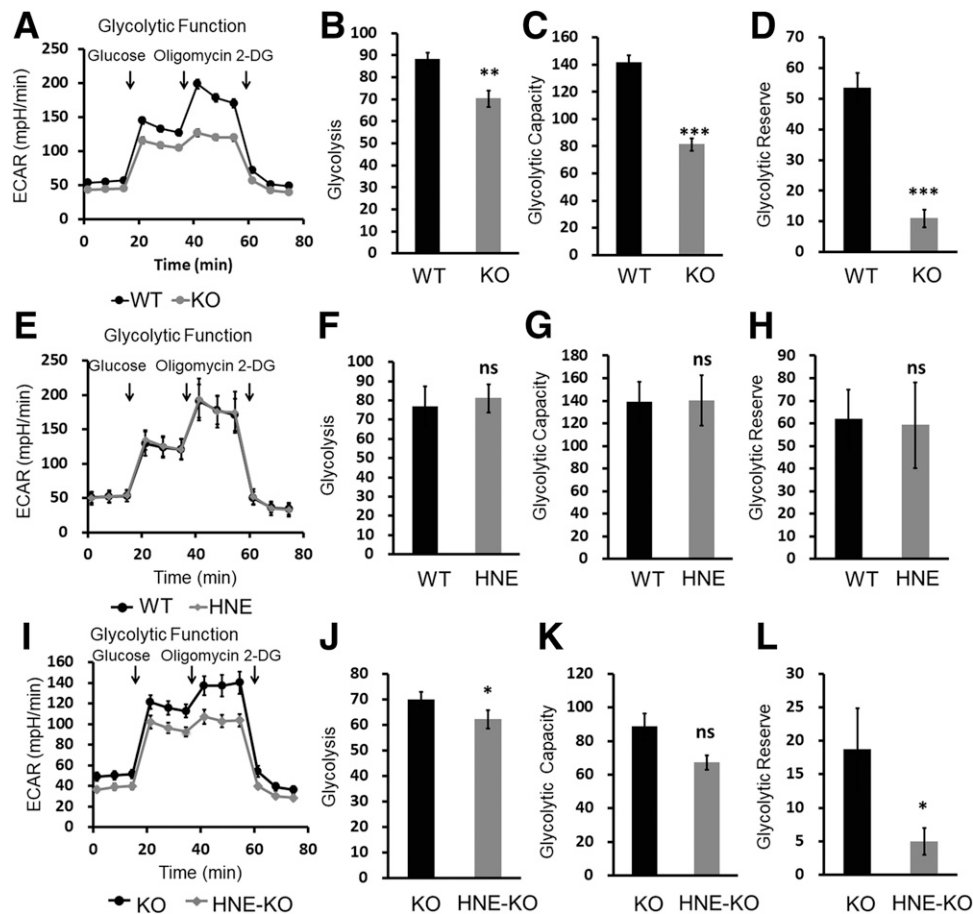 A
Glycolytic Function
Glucose Oligomycin 2-DG
ECAR (mpH/min)
250
200
150
100
50
0
0 20 40 60 80
Time (min)
WT KO
B
Glycolysis
100
90
80
70
60
50
40
30
20
10
0
**
WT KO
C
Glycolytic Capacity
160
140
120
100
80
60
40
20
0
***
WT KO
D
Glycolytic Reserve
70
60
50
40
30
20
10
0
***
WT KO
E
Glycolytic Function
Glucose Oligomycin 2-DG
ECAR (mpH/min)
250
200
150
100
50
0
0 20 40 60 80
Time (min)
WT HNE
F
Glycolysis
100
90
80
70
60
50
40
30
20
10
0
ns
WT HNE
G
Glycolytic Capacity
180
160
140
120
100
80
60
40
20
0
ns
WT HNE
H
Glycolytic Reserve
90
80
70
60
50
40
30
20
10
0
ns
WT HNE
I
Glycolytic Function
Glucose Oligomycin 2-DG
ECAR (mpH/min)
160
140
120
100
80
60
40
20
0
0 20 40 60 80
Time (min)
KO HNE-KO
J
Glycolysis
80
70
60
50
40
30
20
10
0
*
KO HNE-KO
K
Glycolytic Capacity
120
100
80
60
40
20
0
ns
KO HNE-KO
L
Glycolytic Reserve
30
25
20
15
10
5
0
*
KO HNE-KO